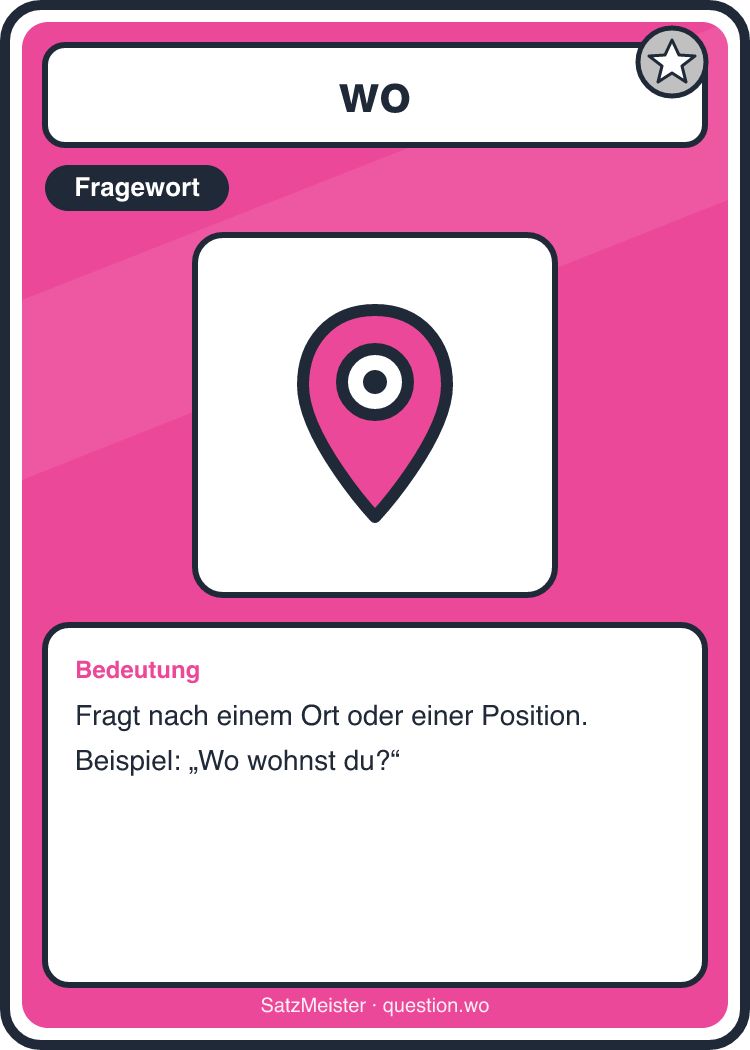 wo
Fragewort
Bedeutung
Fragt nach einem Ort oder einer Position.
Beispiel: „Wo wohnst du?“
SatzMeister · question.wo